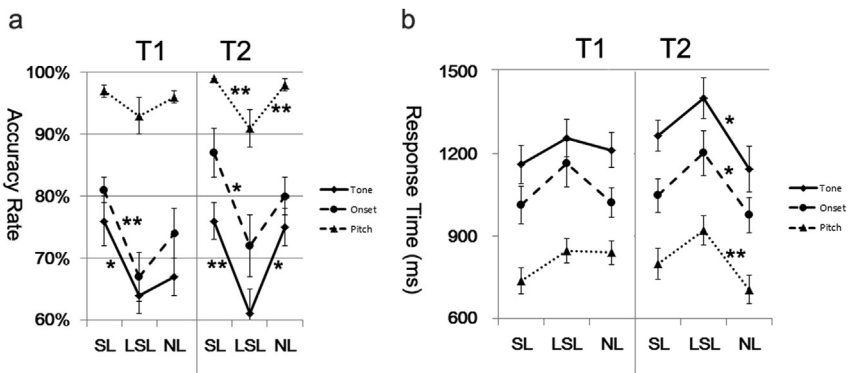 a
T1 T2
Accuracy Rate
100%
90%
80%
70%
60%
** **
*
**
* ** *
SL LSL NL SL LSL NL
Tone
Onset
Pitch
b
T1 T2
Response Time (ms)
1500
1200
900
600
*
*
**
SL LSL NL SL LSL NL
Tone
Onset
Pitch